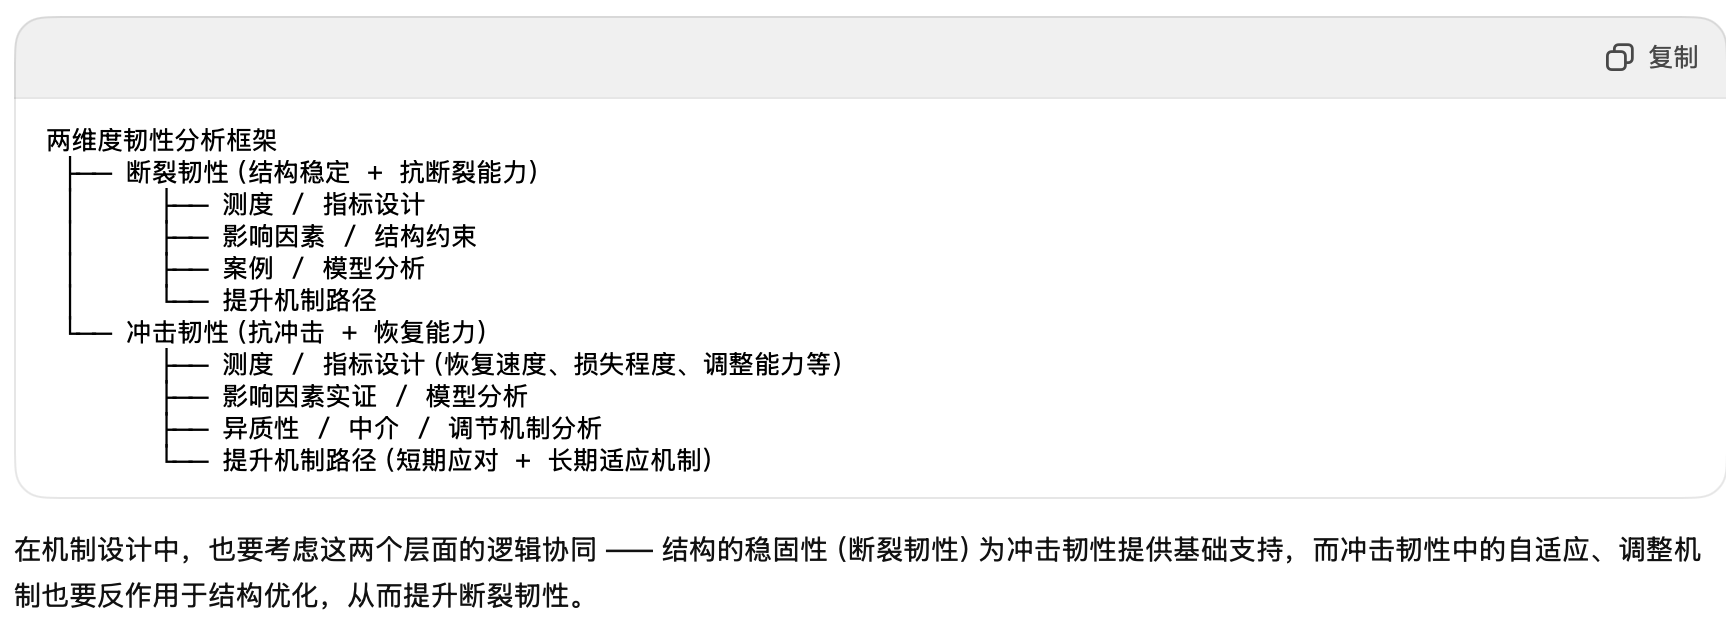 复制
两维度韧性分析框架
├── 断裂韧性（结构稳定 + 抗断裂能力）
│   ├── 测度 / 指标设计
│   ├── 影响因素 / 结构约束
│   ├── 案例 / 模型分析
│   └── 提升机制路径
└── 冲击韧性（抗冲击 + 恢复能力）
    ├── 测度 / 指标设计（恢复速度、损失程度、调整能力等）
    ├── 影响因素实证 / 模型分析
    ├── 异质性 / 中介 / 调节机制分析
    └── 提升机制路径（短期应对 + 长期适应机制）
在机制设计中，也要考虑这两个层面的逻辑协同 —— 结构的稳固性（断裂韧性）为冲击韧性提供基础支持，而冲击韧性中的自适应、调整机
制也要反作用于结构优化，从而提升断裂韧性。